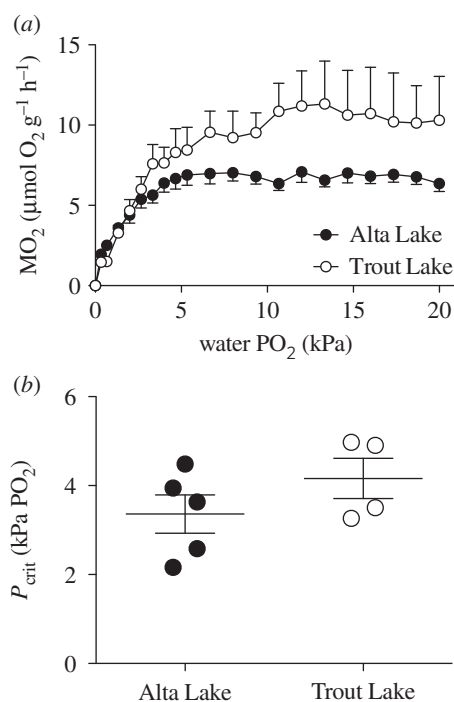 (a)
15
10
5
0
MO₂ (µmol O₂ g⁻¹ h⁻¹)
Alta Lake
Trout Lake
0 5 10 15 20
water PO₂ (kPa)
(b)
6
4
2
0
P_crit (kPa PO₂)
Alta Lake Trout Lake